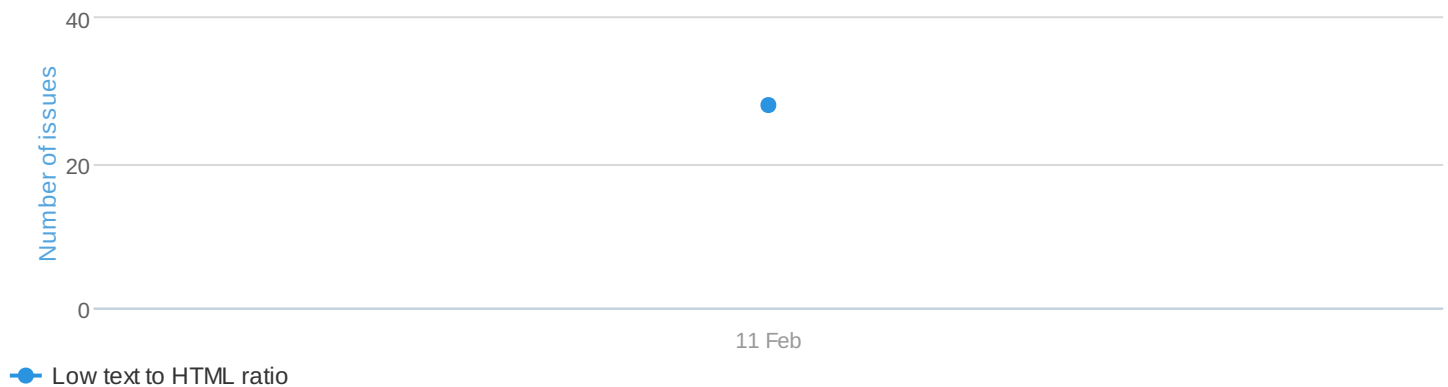 40
Number of issues
20
0
11 Feb
Low text to HTML ratio